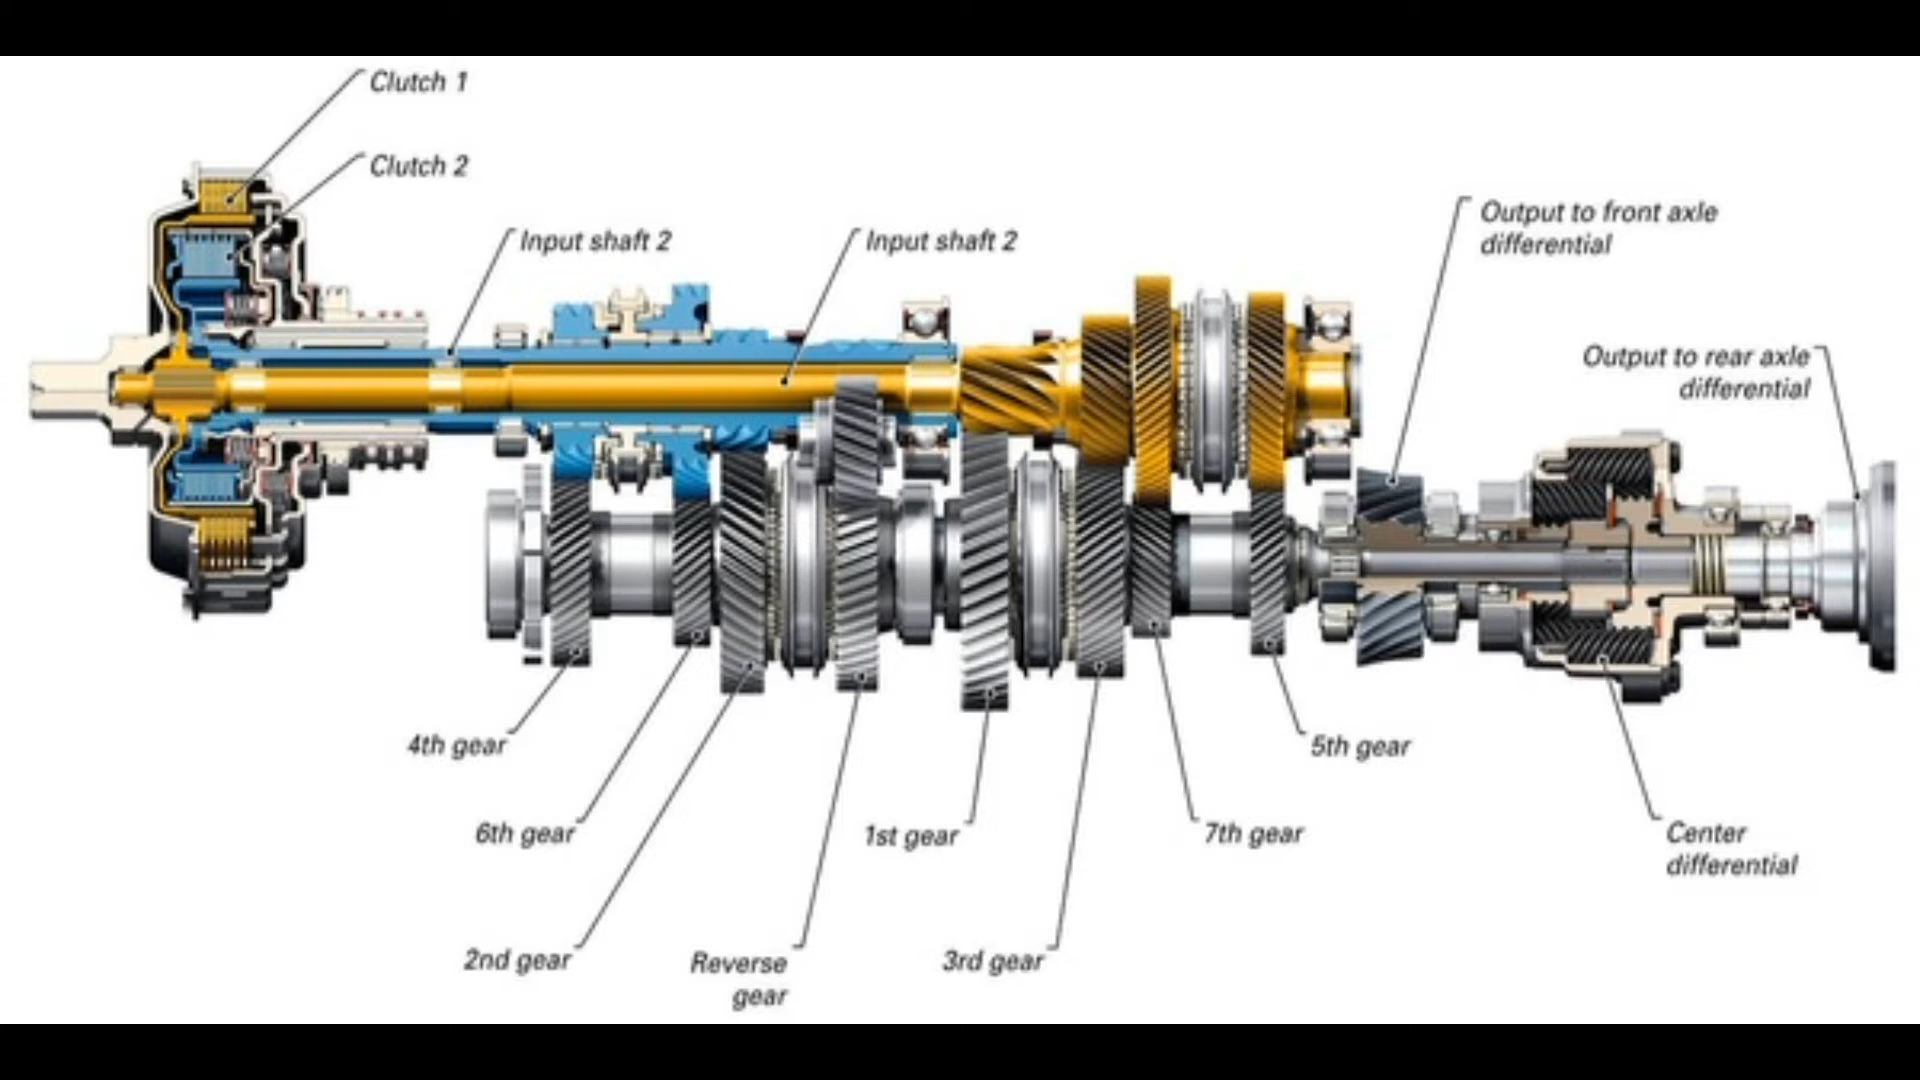 Clutch 1
Clutch 2
Input shaft 2
Input shaft 2
Output to front axle
differential
Output to rear axle
differential
4th gear
5th gear
6th gear
1st gear
7th gear
Center
differential
2nd gear
Reverse
gear
3rd gear